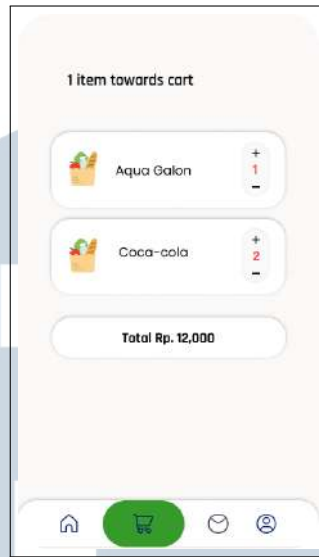 1 item towards cart
+
Aqua Galon 1
-
+
Coca-cola 2
-
Total Rp. 12,000